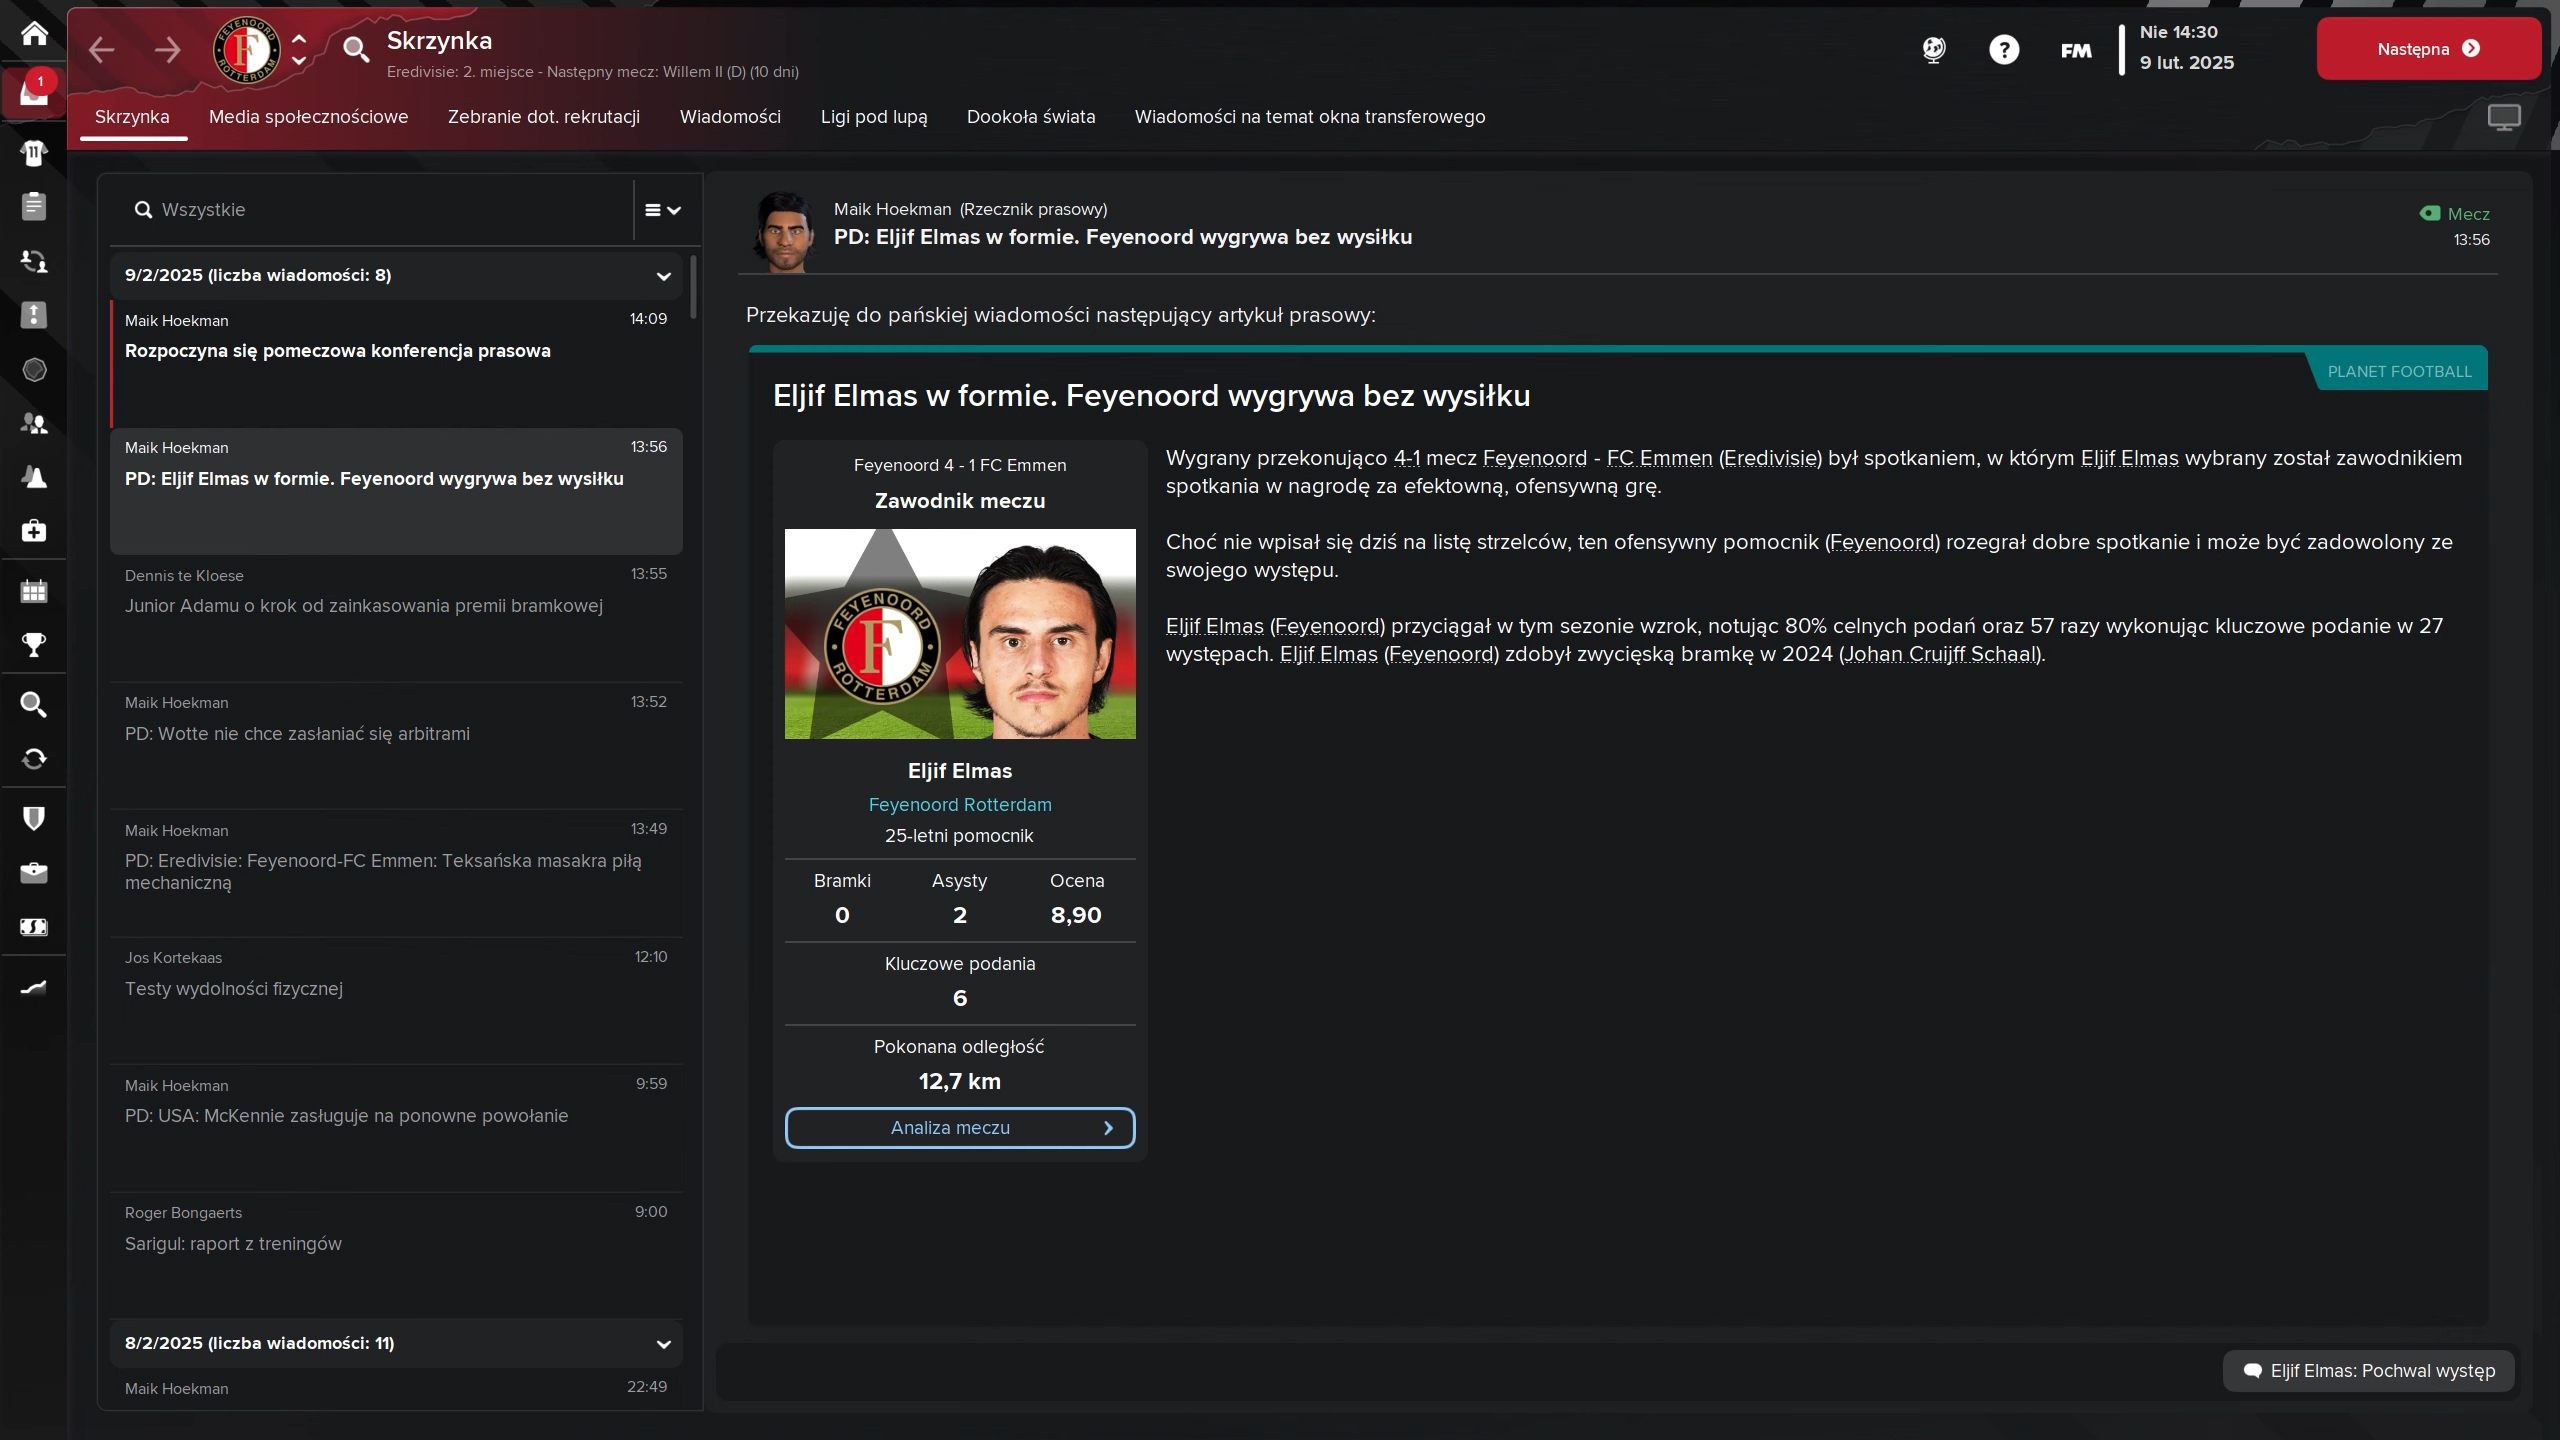 Skrzynka
Eredivisie: 2. miejsce - Następny mecz: Willem II (D) (10 dni)
FM
Nie 14:30
9 lut. 2025
Następna
1
Skrzynka
Media społecznościowe
Zebranie dot. rekrutacji
Wiadomości
Ligi pod lupą
Dookoła świata
Wiadomości na temat okna transferowego
11
Wszystkie
9/2/2025 (liczba wiadomości: 8)
Maik Hoekman 14:09
Rozpoczyna się pomeczowa konferencja prasowa
Maik Hoekman 13:56
PD: Eljif Elmas w formie. Feyenoord wygrywa bez wysiłku
Dennis te Kloese 13:55
Junior Adamu o krok od zainkasowania premii bramkowej
Maik Hoekman 13:52
PD: Wotte nie chce zasłaniać się arbitrami
Maik Hoekman 13:49
PD: Eredivisie: Feyenoord-FC Emmen: Teksańska masakra piłą
mechaniczną
Jos Kortekaas 12:10
Testy wydolności fizycznej
Maik Hoekman 9:59
PD: USA: McKennie zasługuje na ponowne powołanie
Roger Bongaerts 9:00
Sarigul: raport z treningów
8/2/2025 (liczba wiadomości: 11)
Maik Hoekman 22:49
Maik Hoekman (Rzecznik prasowy)
PD: Eljif Elmas w formie. Feyenoord wygrywa bez wysiłku
Mecz
13:56
Przekazuję do pańskiej wiadomości następujący artykuł prasowy:
PLANET FOOTBALL
Eljif Elmas w formie. Feyenoord wygrywa bez wysiłku
Feyenoord 4 - 1 FC Emmen
Zawodnik meczu
FEYENOORD
F
ROTTERDAM
Eljif Elmas
Feyenoord Rotterdam
25-letni pomocnik
Bramki Asysty Ocena
0 2 8,90
Kluczowe podania
6
Pokonana odległość
12,7 km
Analiza meczu
Wygrany przekonująco 4-1 mecz Feyenoord - FC Emmen (Eredivisie) był spotkaniem, w którym Eljif Elmas wybrany został zawodnikiem
spotkania w nagrodę za efektowną, ofensywną grę.
Choć nie wpisał się dziś na listę strzelców, ten ofensywny pomocnik (Feyenoord) rozegrał dobre spotkanie i może być zadowolony ze
swojego występu.
Eljif Elmas (Feyenoord) przyciągał w tym sezonie wzrok, notując 80% celnych podań oraz 57 razy wykonując kluczowe podanie w 27
występach. Eljif Elmas (Feyenoord) zdobył zwycięską bramkę w 2024 (Johan Cruijff Schaal).
Eljif Elmas: Pochwal występ